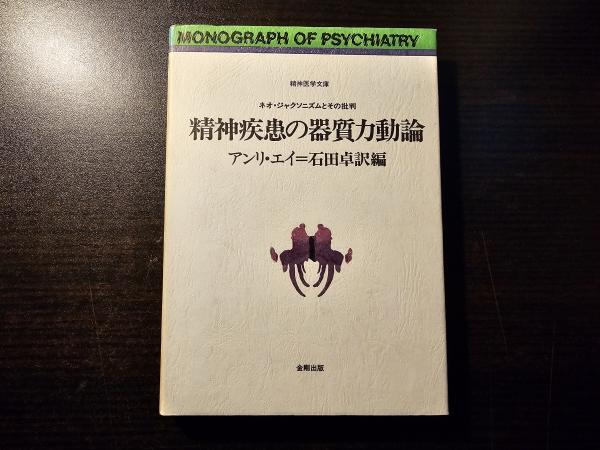 MONOGRAPH OF PSYCHIATRY
精神医学文庫
ネオ・ジャクソニズムとその批判
精神疾患の器質力動論
アンリ・エイ=石田卓訳編
金剛出版